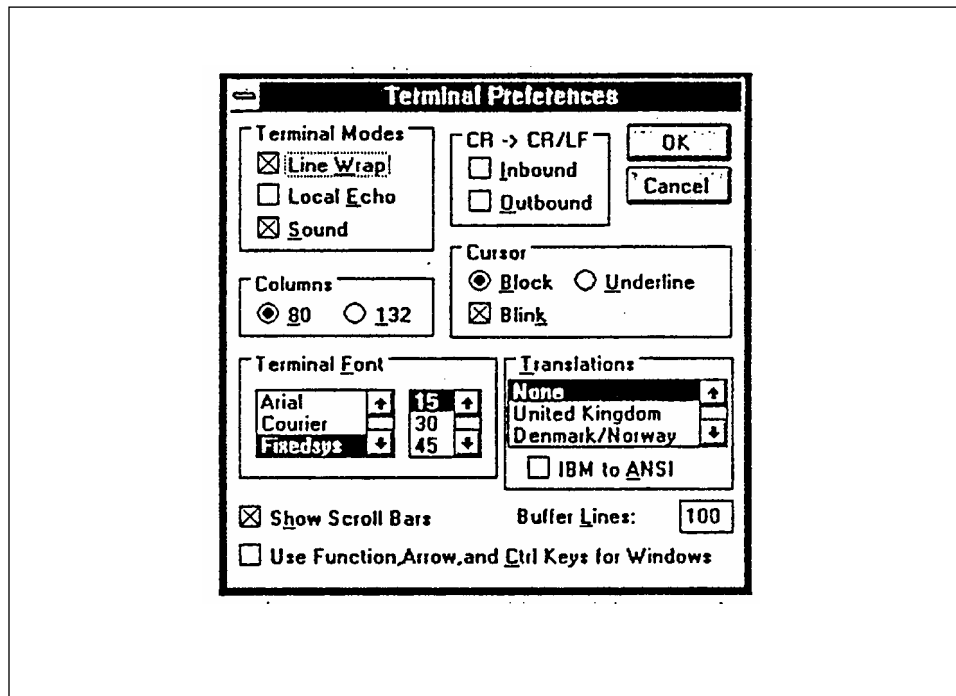 Terminal Preferences
Terminal Modes
Line Wrap
Local Echo
Sound
CR -> CR/LF
Inbound
Outbound
OK
Cancel
Columns
80
132
Cursor
Block
Underline
Blink
Terminal Font
Arial
Courier
Fixedsys
15
30
45
Translations
None
United Kingdom
Denmark/Norway
IBM to ANSI
Show Scroll Bars
Buffer Lines: 100
Use Function,Arrow,and Ctrl Keys for Windows